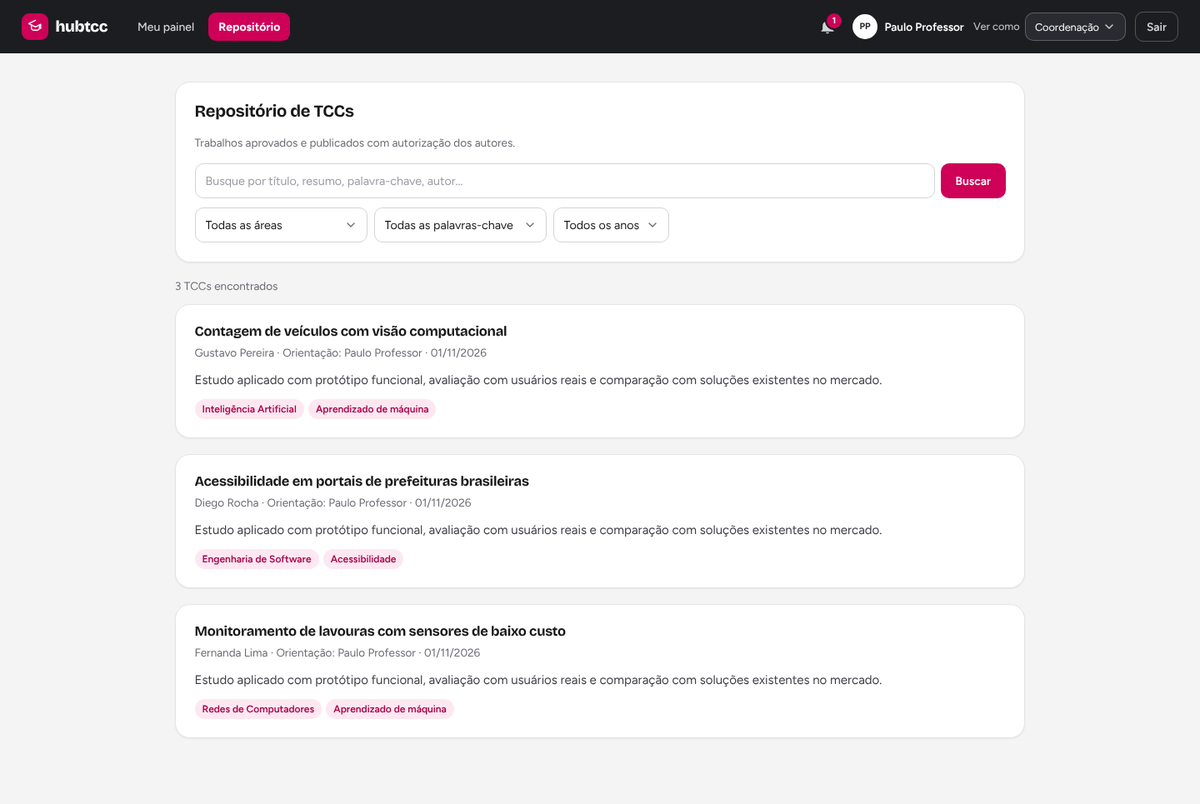 hubtcc Meu painel Repositório 1 PP Paulo Professor Ver como Coordenação Sair
Repositório de TCCs
Trabalhos aprovados e publicados com autorização dos autores.
Busque por título, resumo, palavra-chave, autor... Buscar
Todas as áreas Todas as palavras-chave Todos os anos
3 TCCs encontrados
Contagem de veículos com visão computacional
Gustavo Pereira · Orientação: Paulo Professor · 01/11/2026
Estudo aplicado com protótipo funcional, avaliação com usuários reais e comparação com soluções existentes no mercado.
Inteligência Artificial Aprendizado de máquina
Acessibilidade em portais de prefeituras brasileiras
Diego Rocha · Orientação: Paulo Professor · 01/11/2026
Estudo aplicado com protótipo funcional, avaliação com usuários reais e comparação com soluções existentes no mercado.
Engenharia de Software Acessibilidade
Monitoramento de lavouras com sensores de baixo custo
Fernanda Lima · Orientação: Paulo Professor · 01/11/2026
Estudo aplicado com protótipo funcional, avaliação com usuários reais e comparação com soluções existentes no mercado.
Redes de Computadores Aprendizado de máquina